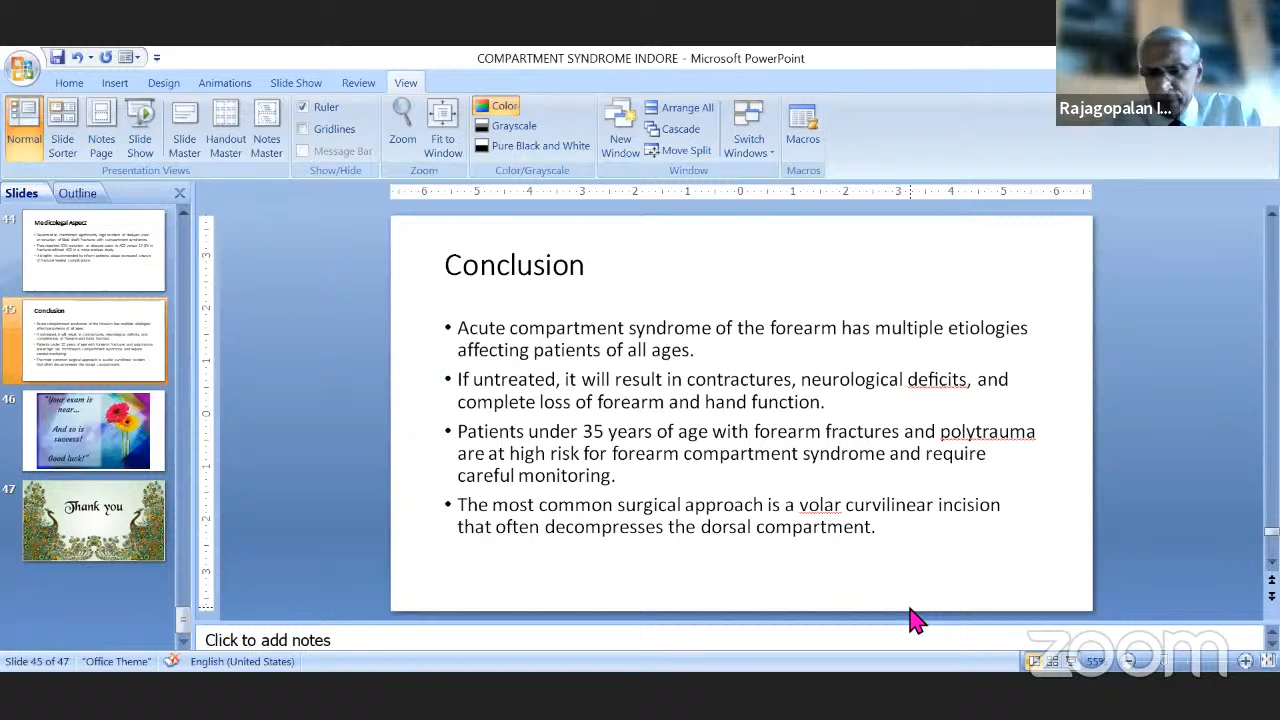 COMPARTMENT SYNDROME INDORE - Microsoft PowerPoint
Rajagopalan I...
Home Insert Design Animations Slide Show Review View
Ruler
Gridlines
Message Bar
Normal
Slide Sorter
Notes Page
Slide Show
Slide Master
Handout Master
Notes Master
Zoom
Fit to Window
Color
Grayscale
Pure Black and White
New Window
Arrange All
Cascade
Move Split
Switch Windows
Macros
Presentation Views
Show/Hide
Zoom
Color/Grayscale
Window
Macros
Slides Outline
44
Medicolegal Aspect
45
Conclusion
46
"Your exam is
near...
And so is
success!
Good luck!"
47
Thank you
Conclusion
• Acute compartment syndrome of the forearm has multiple etiologies
affecting patients of all ages.
• If untreated, it will result in contractures, neurological deficits, and
complete loss of forearm and hand function.
• Patients under 35 years of age with forearm fractures and polytrauma
are at high risk for forearm compartment syndrome and require
careful monitoring.
• The most common surgical approach is a volar curvilinear incision
that often decompresses the dorsal compartment.
Click to add notes
Slide 45 of 47 "Office Theme" English (United States) 55%
zoom